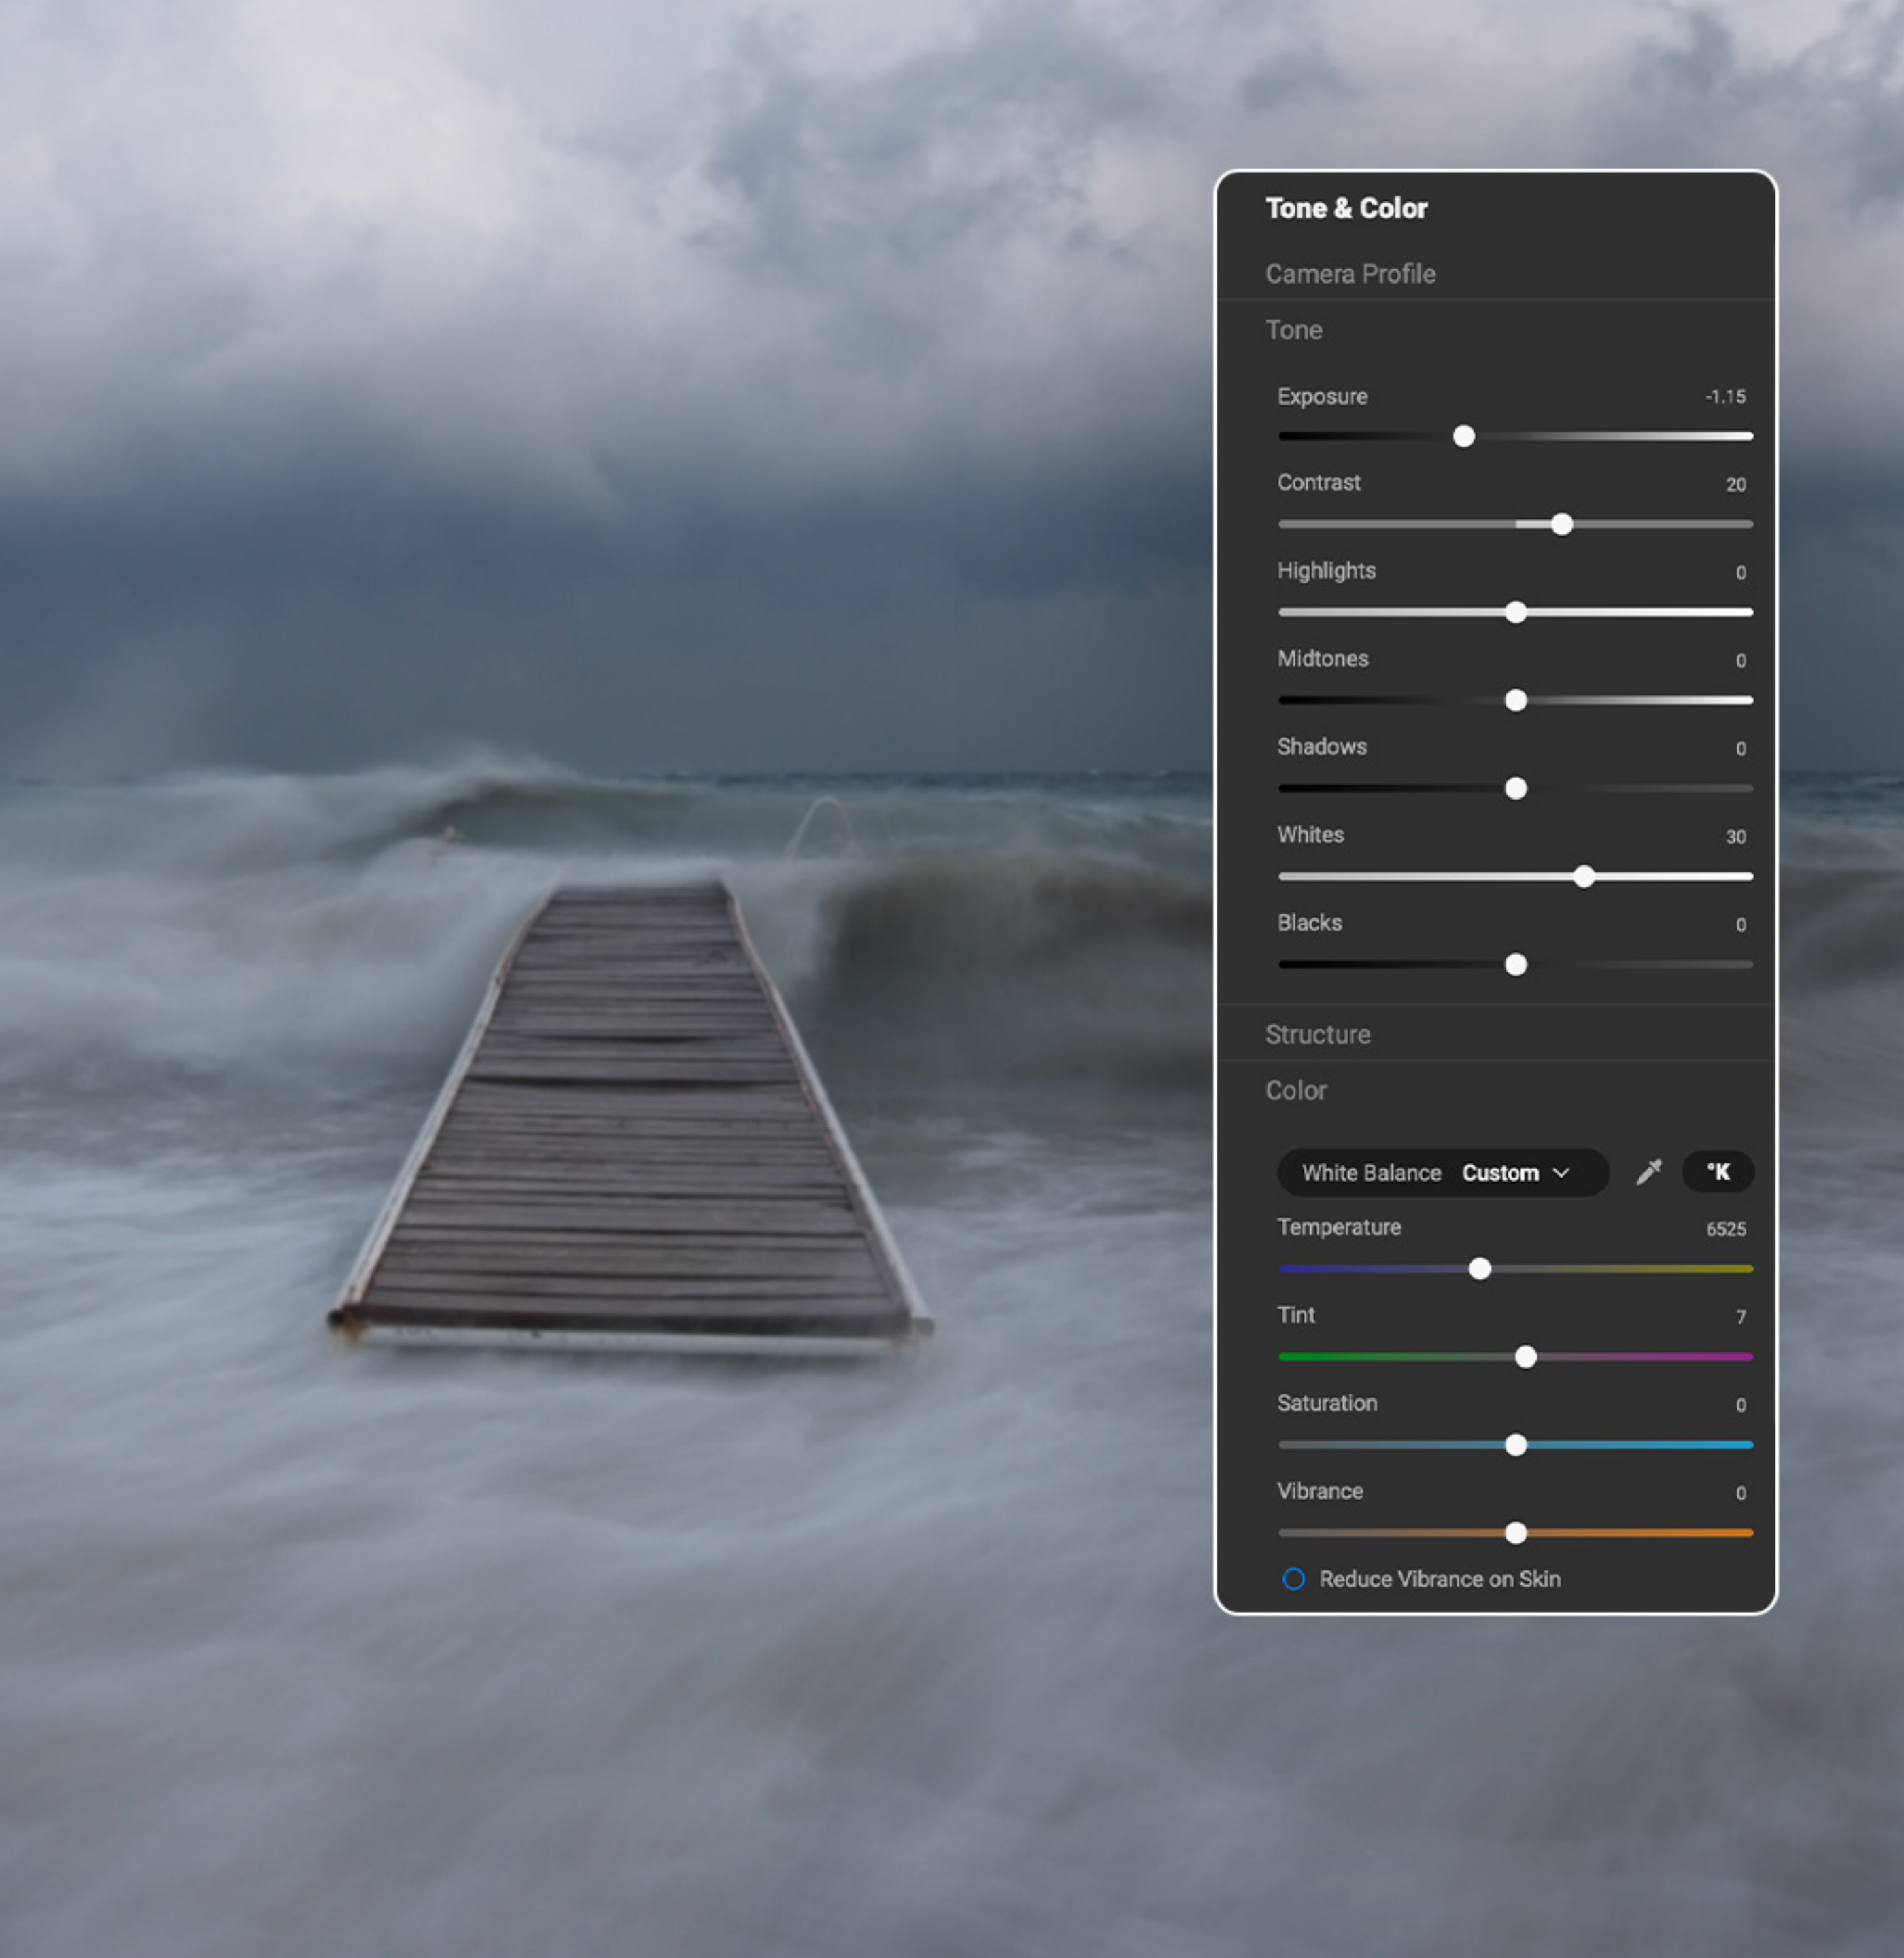 Tone & Color
Camera Profile
Tone
Exposure -1.15
Contrast 20
Highlights 0
Midtones 0
Shadows 0
Whites 30
Blacks 0
Structure
Color
White Balance Custom °K
Temperature 6525
Tint 7
Saturation 0
Vibrance 0
Reduce Vibrance on Skin